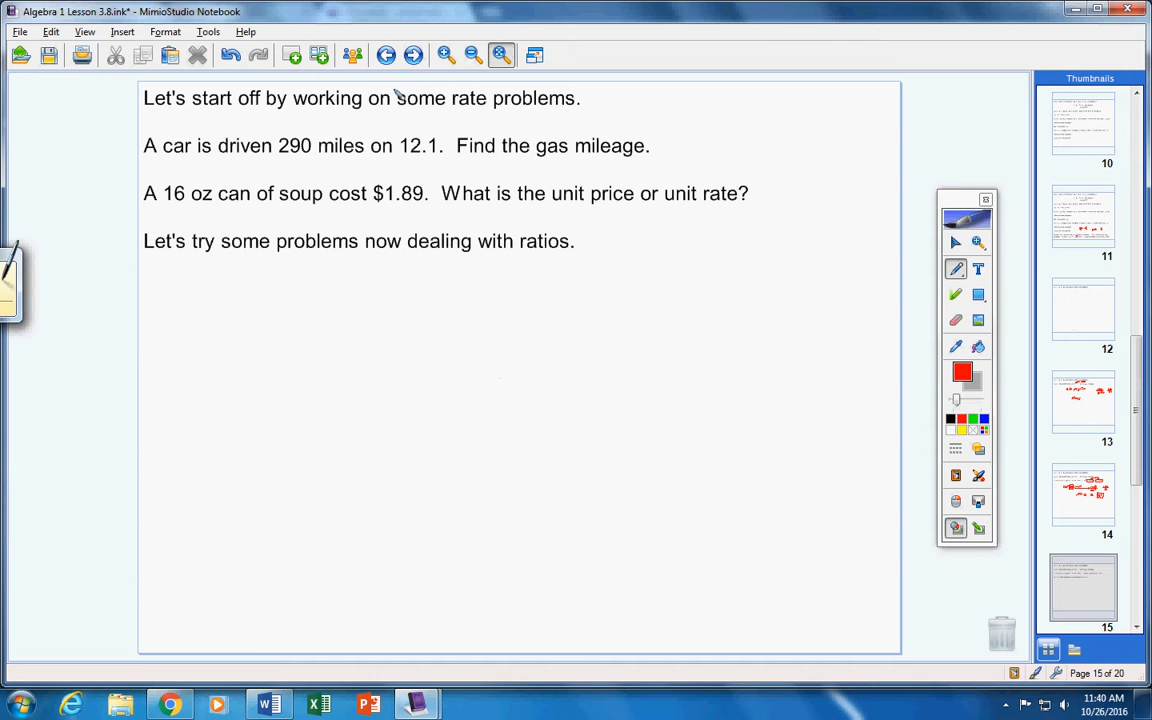 Algebra 1 Lesson 3.8.ink* - MimioStudio Notebook
File Edit View Insert Format Tools Help
Let's start off by working on some rate problems.
A car is driven 290 miles on 12.1.  Find the gas mileage.
A 16 oz can of soup cost $1.89.  What is the unit price or unit rate?
Let's try some problems now dealing with ratios.
Thumbnails
10
11
12
13
14
15
Page 15 of 20
11:40 AM
10/26/2016